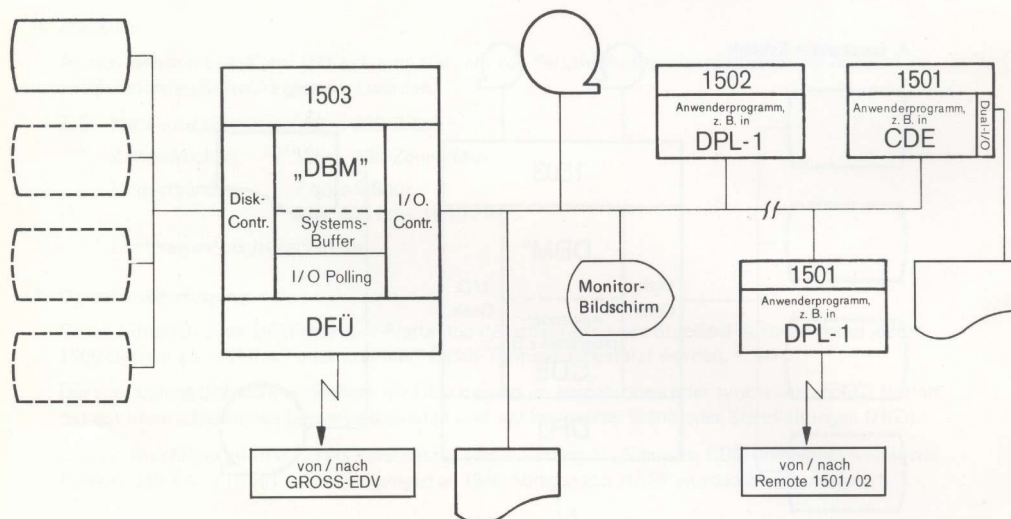 1503
„DBM”
Disk-
Contr.
Systems-
Buffer
I/O Polling
I/O.
Contr.
DFÜ
von / nach
GROSS-EDV
Monitor-
Bildschirm
1502
Anwenderprogramm,
z. B. in
DPL-1
1501
Anwenderprogramm,
z. B. in
CDE
Dual-I/O
1501
Anwenderprogramm,
z. B. in
DPL-1
von / nach
Remote 1501/02